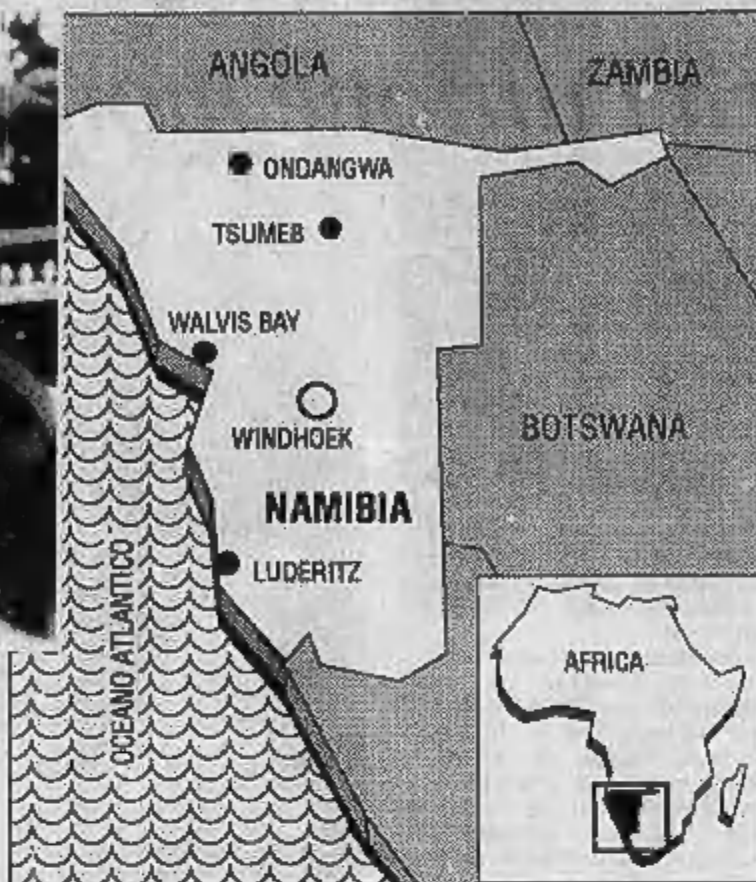 ANGOLA
ZAMBIA
ONDANGWA
TSUMEB
WALVIS BAY
WINDHOEK
BOTSWANA
NAMIBIA
LUDERITZ
OCEANO ATLANTICO
AFRICA